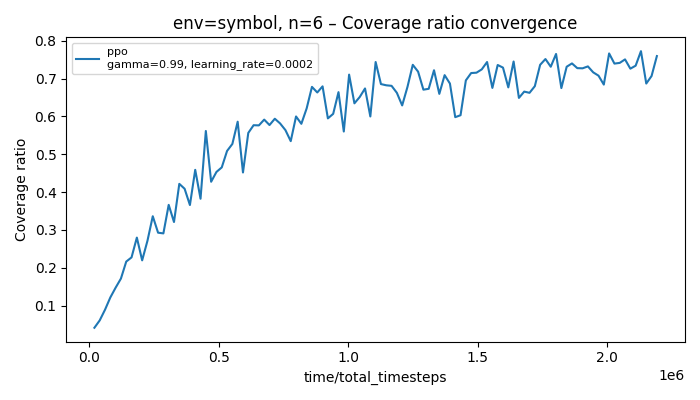 env=symbol, n=6 – Coverage ratio convergence
ppo
gamma=0.99, learning_rate=0.0002
Coverage ratio
0.8
0.7
0.6
0.5
0.4
0.3
0.2
0.1
0.0 0.5 1.0 1.5 2.0
1e6
time/total_timesteps